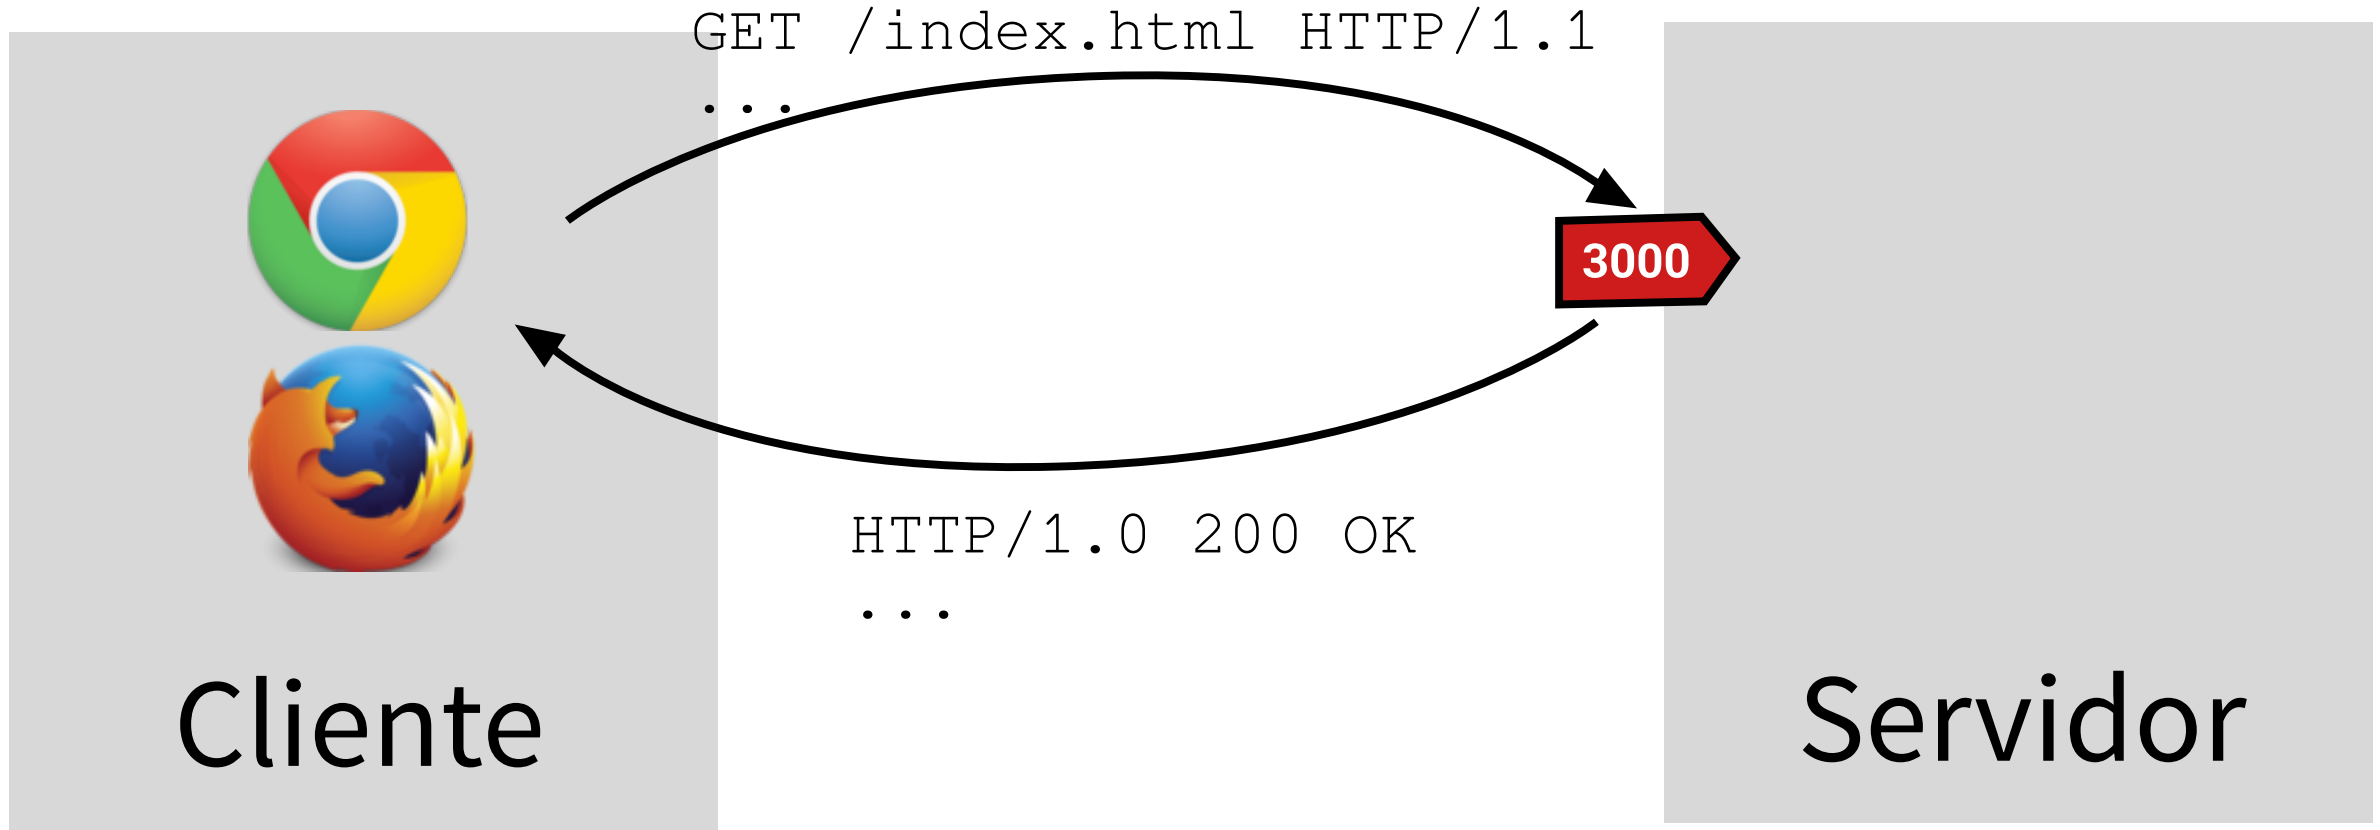 GET /index.html HTTP/1.1
...
3000
HTTP/1.0 200 OK
...
Cliente
Servidor